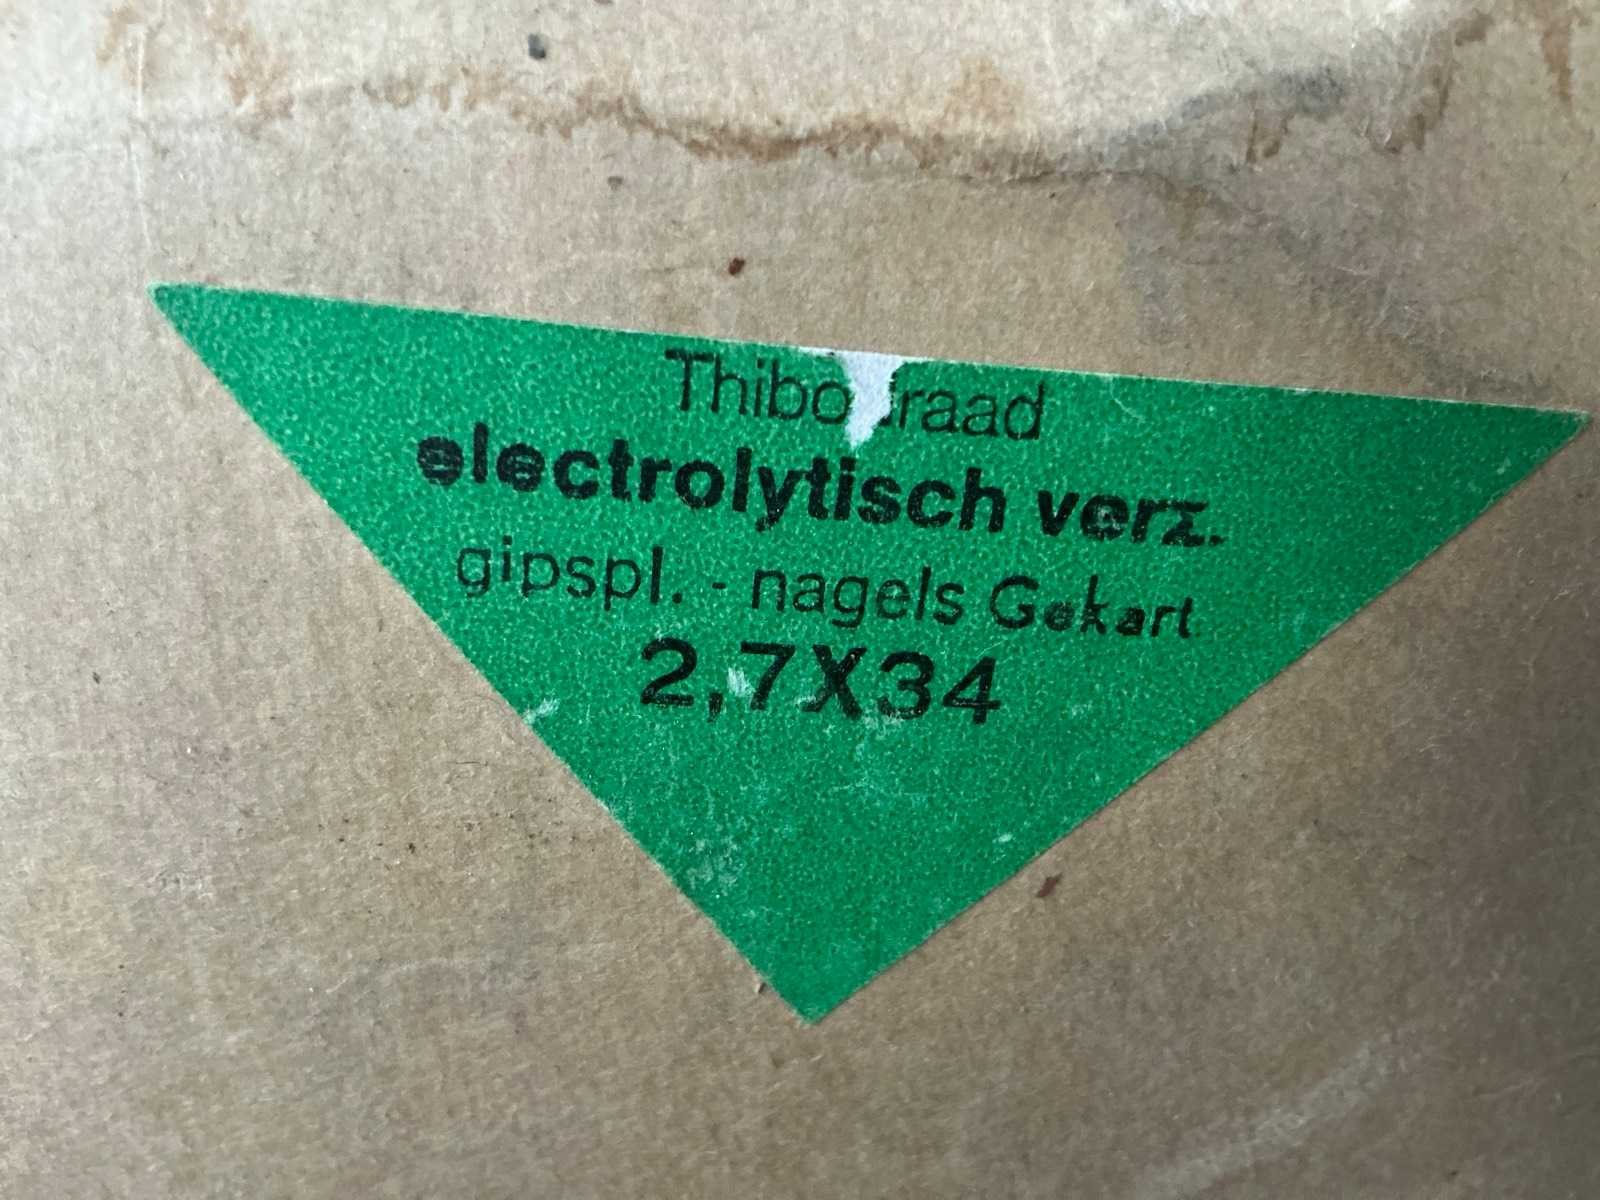 electrolytisch verz.
gipspl. - nagels Gekart
2,7X34